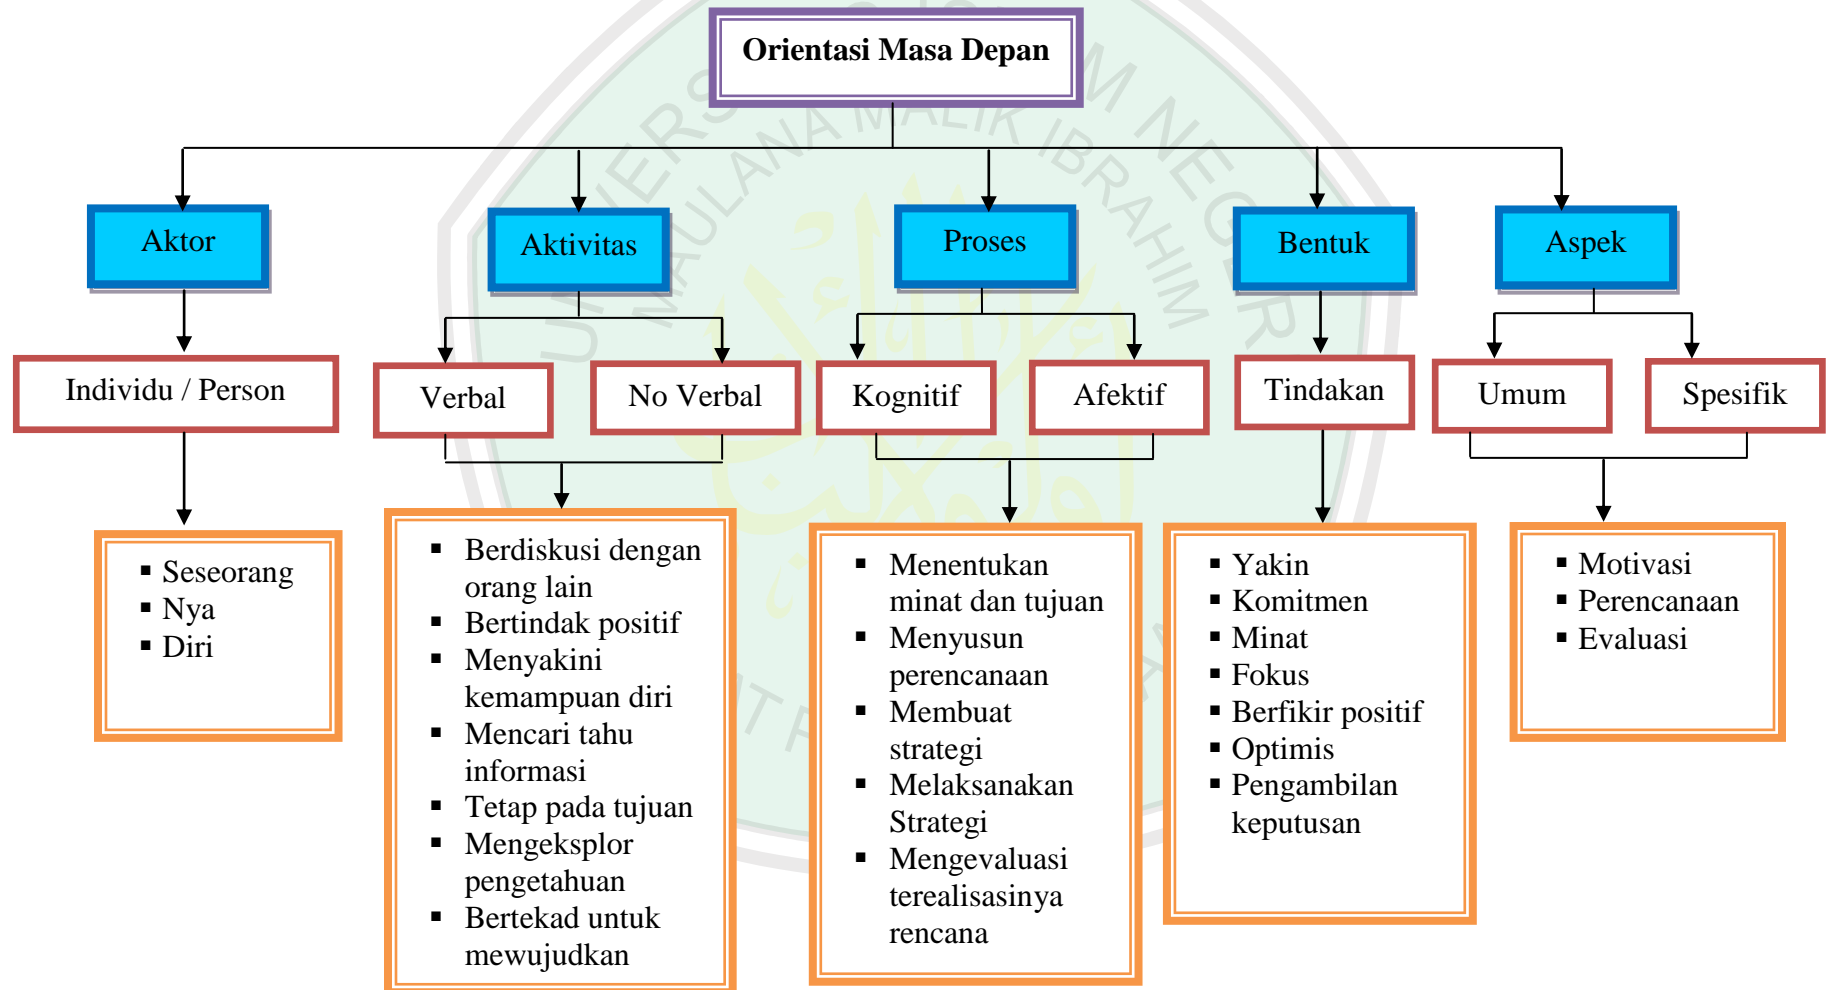 Orientasi Masa Depan
Aktor
Aktivitas
Proses
Bentuk
Aspek
Individu / Person
Verbal
No Verbal
Kognitif
Afektif
Tindakan
Umum
Spesifik
▪ Seseorang
▪ Nya
▪ Diri
▪ Berdiskusi dengan
orang lain
▪ Bertindak positif
▪ Menyakini
kemampuan diri
▪ Mencari tahu
informasi
▪ Tetap pada tujuan
▪ Mengeksplor
pengetahuan
▪ Bertekad untuk
mewujudkan
▪ Menentukan
minat dan tujuan
▪ Menyusun
perencanaan
▪ Membuat
strategi
▪ Melaksanakan
Strategi
▪ Mengevaluasi
terealisasinya
rencana
▪ Yakin
▪ Komitmen
▪ Minat
▪ Fokus
▪ Berfikir positif
▪ Optimis
▪ Pengambilan
keputusan
▪ Motivasi
▪ Perencanaan
▪ Evaluasi
MAULANA MALIK IBRAHIM